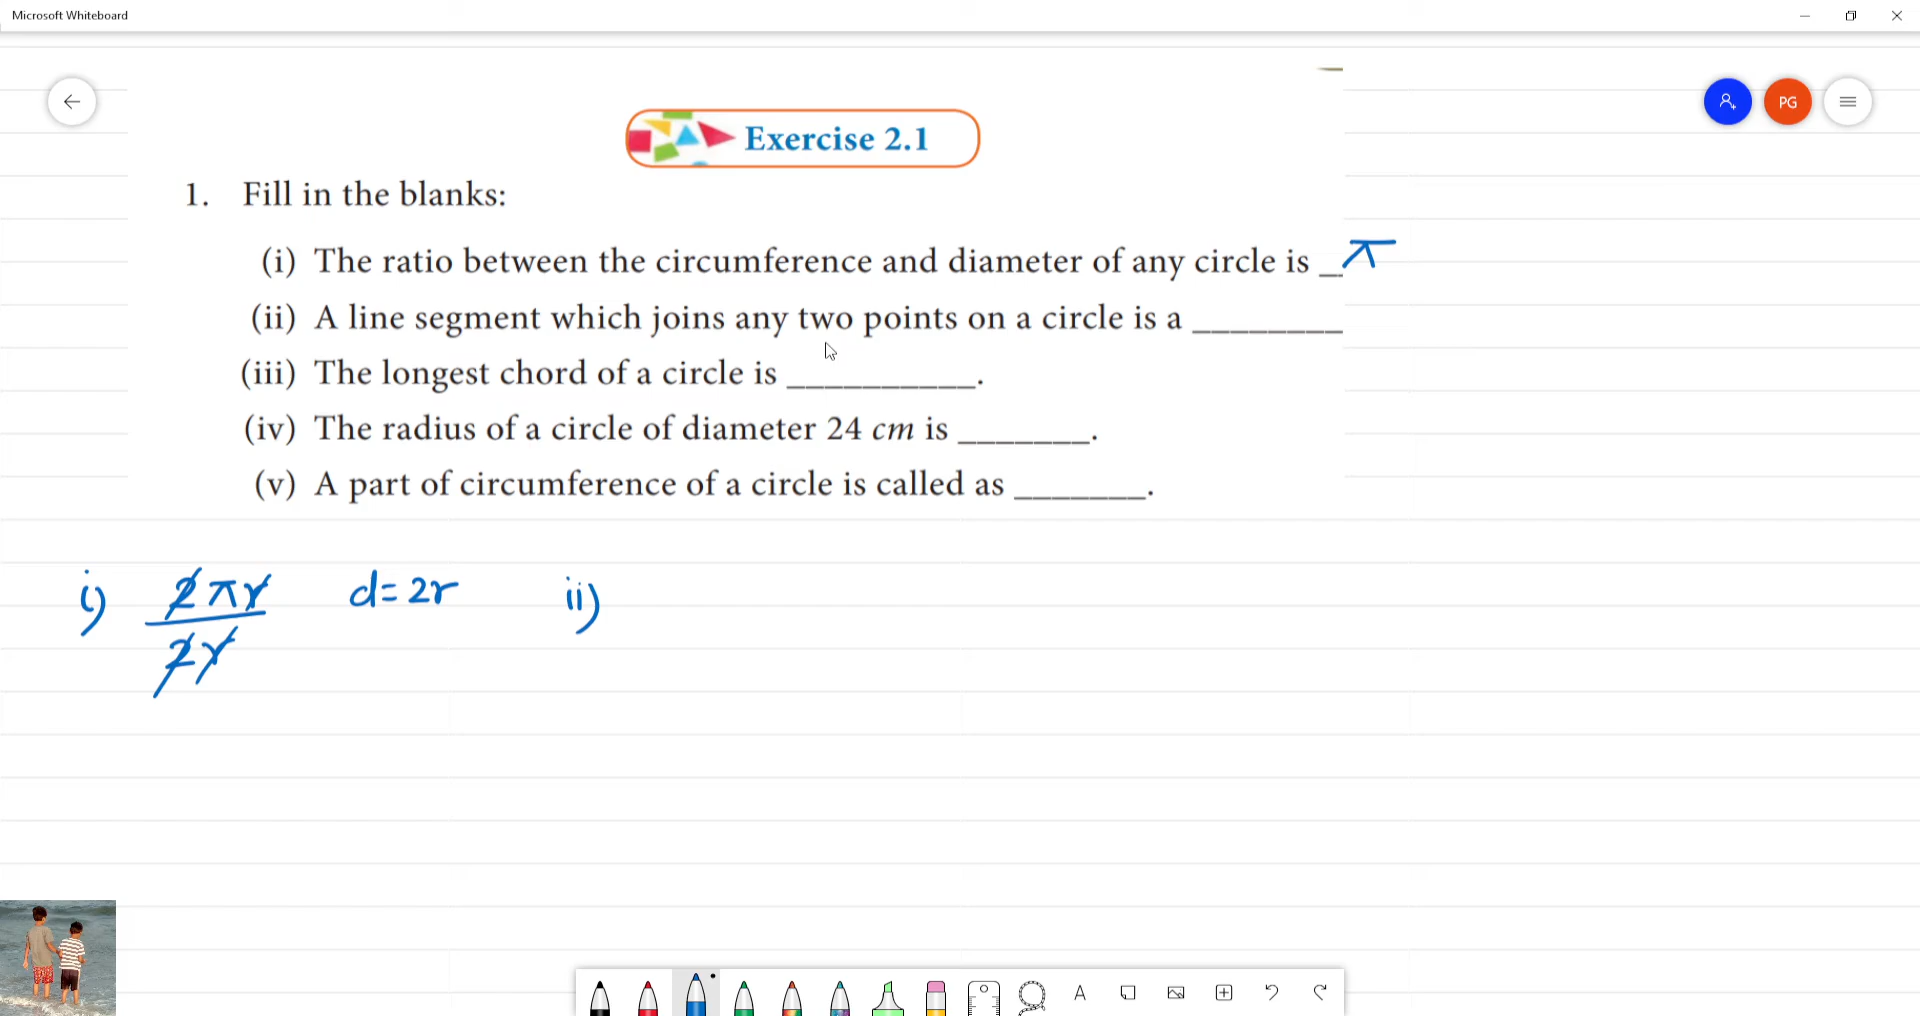 Microsoft Whiteboard
PG
Exercise 2.1
1. Fill in the blanks:
(i) The ratio between the circumference and diameter of any circle is __π
(ii) A line segment which joins any two points on a circle is a ________
(iii) The longest chord of a circle is __________.
(iv) The radius of a circle of diameter 24 cm is _______.
(v) A part of circumference of a circle is called as _______.
i) 2πr d=2r ii)
2r
A